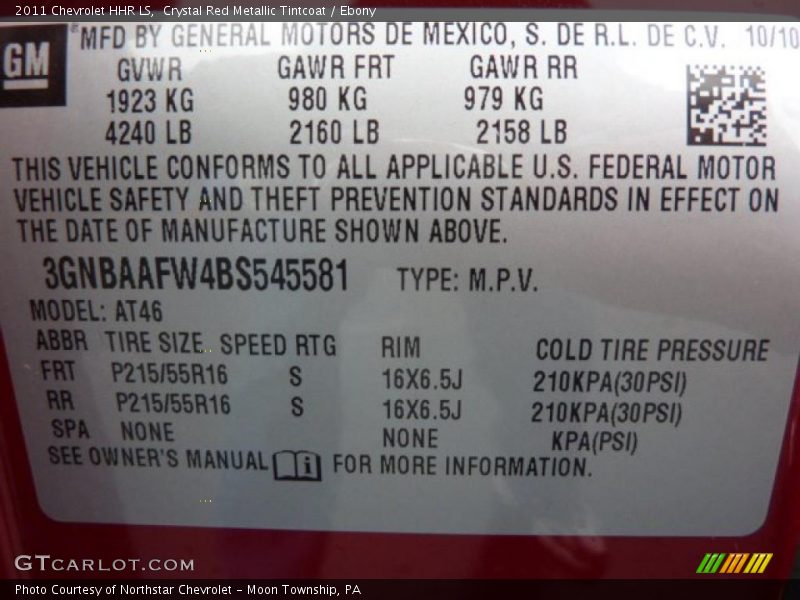 2011 Chevrolet HHR LS,  Crystal Red Metallic Tintcoat / Ebony
GM
MFD BY GENERAL MOTORS DE MEXICO, S. DE R.L. DE C.V. 10/10
GVWR GAWR FRT GAWR RR
1923 KG 980 KG 979 KG
4240 LB 2160 LB 2158 LB
THIS VEHICLE CONFORMS TO ALL APPLICABLE U.S. FEDERAL MOTOR
VEHICLE SAFETY AND THEFT PREVENTION STANDARDS IN EFFECT ON
THE DATE OF MANUFACTURE SHOWN ABOVE.
3GNBAAFW4BS545581 TYPE: M.P.V.
MODEL: AT46
ABBR TIRE SIZE SPEED RTG RIM COLD TIRE PRESSURE
FRT P215/55R16 S 16X6.5J 210KPA(30PSI)
RR P215/55R16 S 16X6.5J 210KPA(30PSI)
SPA NONE NONE KPA(PSI)
SEE OWNER'S MANUAL i FOR MORE INFORMATION.
GTCARLOT.COM
Photo Courtesy of Northstar Chevrolet - Moon Township, PA